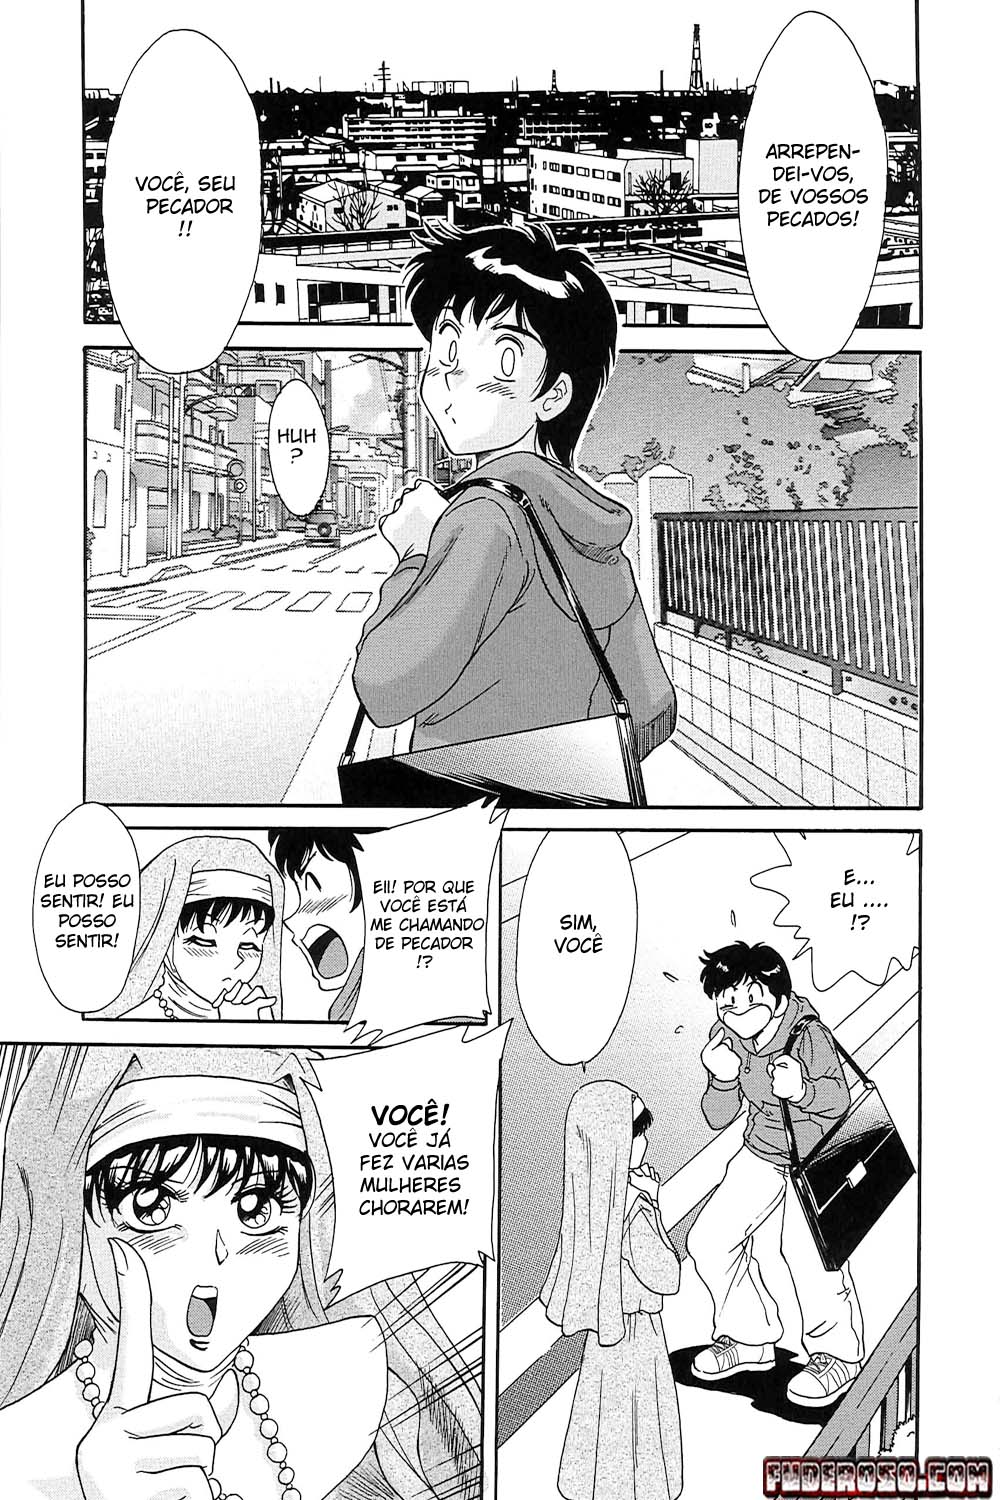 ARREPEN-
DEI-VOS,
DE VOSSOS
PECADOS!
VOCÊ, SEU
PECADOR
!!
HUH
?
E...
EU ....
!?
SIM,
VOCÊ
EII! POR QUE
VOCÊ ESTÁ
ME CHAMANDO
DE PECADOR
!?
EU POSSO
SENTIR! EU
POSSO
SENTIR!
VOCÊ!
VOCÊ JÁ
FEZ VARIAS
MULHERES
CHORAREM!
FUDEROSO.COM